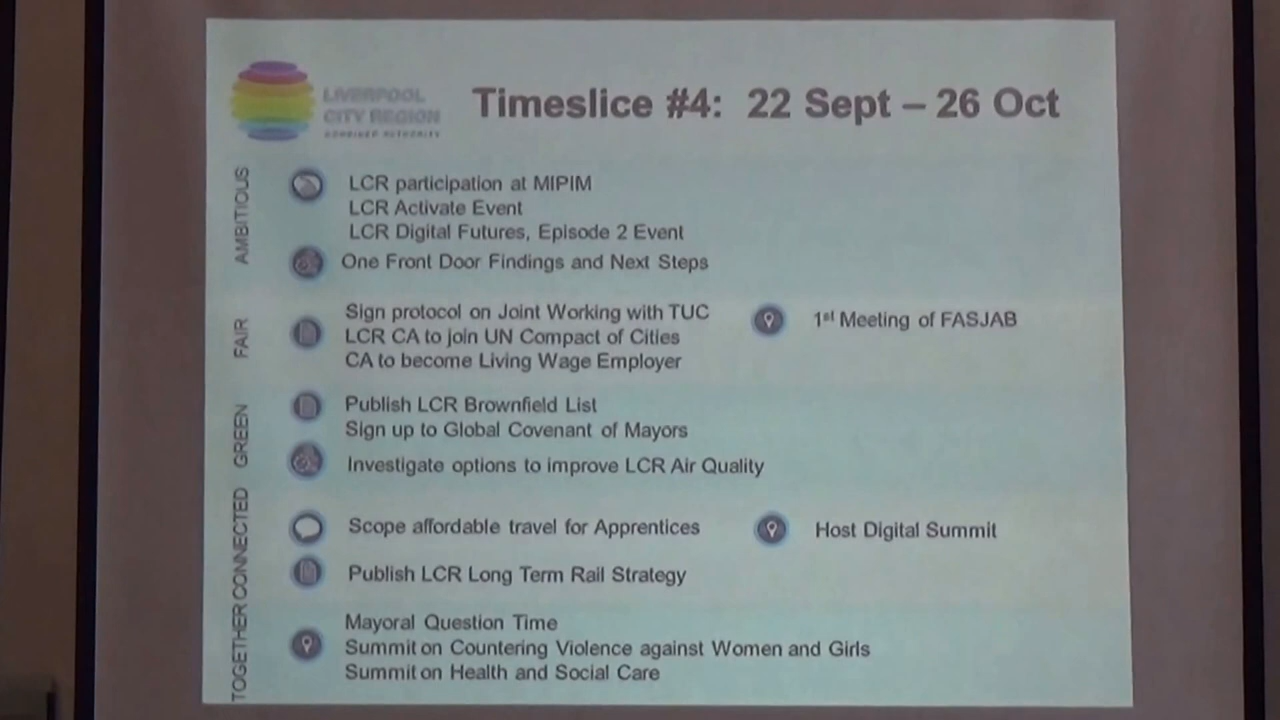 LIVERPOOL
CITY REGION
COMBINED AUTHORITY
Timeslice #4: 22 Sept – 26 Oct
AMBITIOUS
LCR participation at MIPIM
LCR Activate Event
LCR Digital Futures, Episode 2 Event
One Front Door Findings and Next Steps
FAIR
Sign protocol on Joint Working with TUC
LCR CA to join UN Compact of Cities
CA to become Living Wage Employer
1st Meeting of FASJAB
GREEN
Publish LCR Brownfield List
Sign up to Global Covenant of Mayors
Investigate options to improve LCR Air Quality
CONNECTED
Scope affordable travel for Apprentices
Host Digital Summit
Publish LCR Long Term Rail Strategy
TOGETHER
Mayoral Question Time
Summit on Countering Violence against Women and Girls
Summit on Health and Social Care